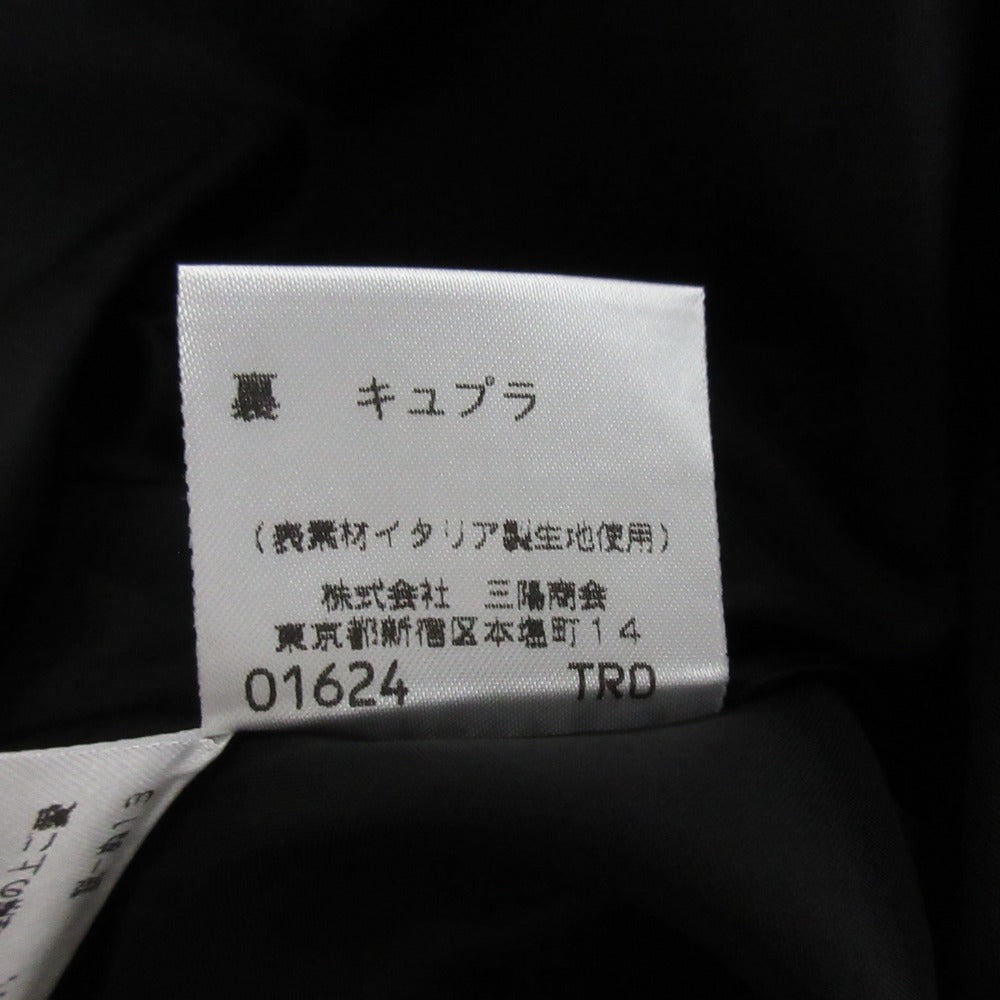 裏 キュプラ
(表素材イタリア製生地使用)
株式会社 三陽商会
東京都新宿区本塩町14
01624 TRD